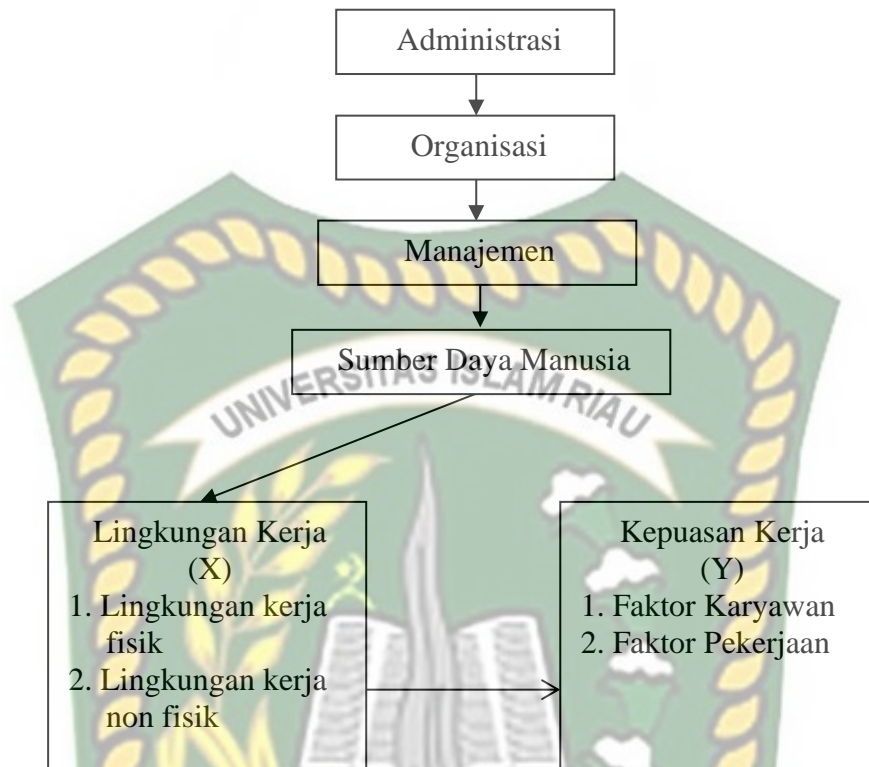 Administrasi
Organisasi
Manajemen
Sumber Daya Manusia
UNIVERSITAS ISLAM RIAU
Lingkungan Kerja
(X)
1. Lingkungan kerja
fisik
2. Lingkungan kerja
non fisik
Kepuasan Kerja
(Y)
1. Faktor Karyawan
2. Faktor Pekerjaan